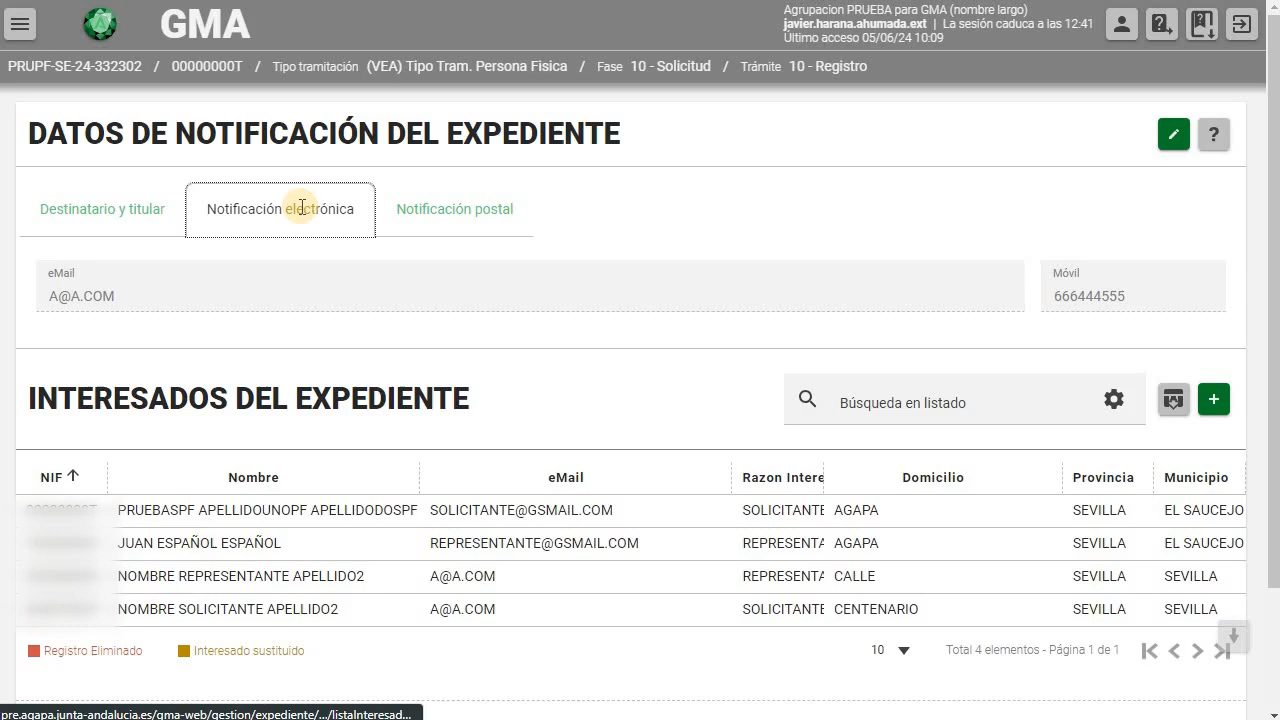 GMA
Agrupacion PRUEBA para GMA (nombre largo)
javier.harana.ahumada.ext | La sesión caduca a las 12:41
Último acceso 05/06/24 10:09
PRUPF-SE-24-332302 / 00000000T / Tipo tramitación (VEA) Tipo Tram. Persona Fisica / Fase 10 - Solicitud / Trámite 10 - Registro
DATOS DE NOTIFICACIÓN DEL EXPEDIENTE
?
Destinatario y titular Notificación electrónica Notificación postal
eMail Móvil
A@A.COM 666444555
INTERESADOS DEL EXPEDIENTE
Búsqueda en listado
NIF Nombre eMail Razon Intere Domicilio Provincia Municipio
PRUEBASPF APELLIDOUNOPF APELLIDODOSPF SOLICITANTE@GSMAIL.COM SOLICITANTE AGAPA SEVILLA EL SAUCEJO
JUAN ESPAÑOL ESPAÑOL REPRESENTANTE@GSMAIL.COM REPRESENTA AGAPA SEVILLA EL SAUCEJO
NOMBRE REPRESENTANTE APELLIDO2 A@A.COM REPRESENTA CALLE SEVILLA SEVILLA
NOMBRE SOLICITANTE APELLIDO2 A@A.COM SOLICITANTE CENTENARIO SEVILLA SEVILLA
Registro Eliminado Interesado sustituido 10 Total 4 elementos - Página 1 de 1
pre.agapa.junta-andalucia.es/gma-web/gestion/expediente/.../listaInteresad...